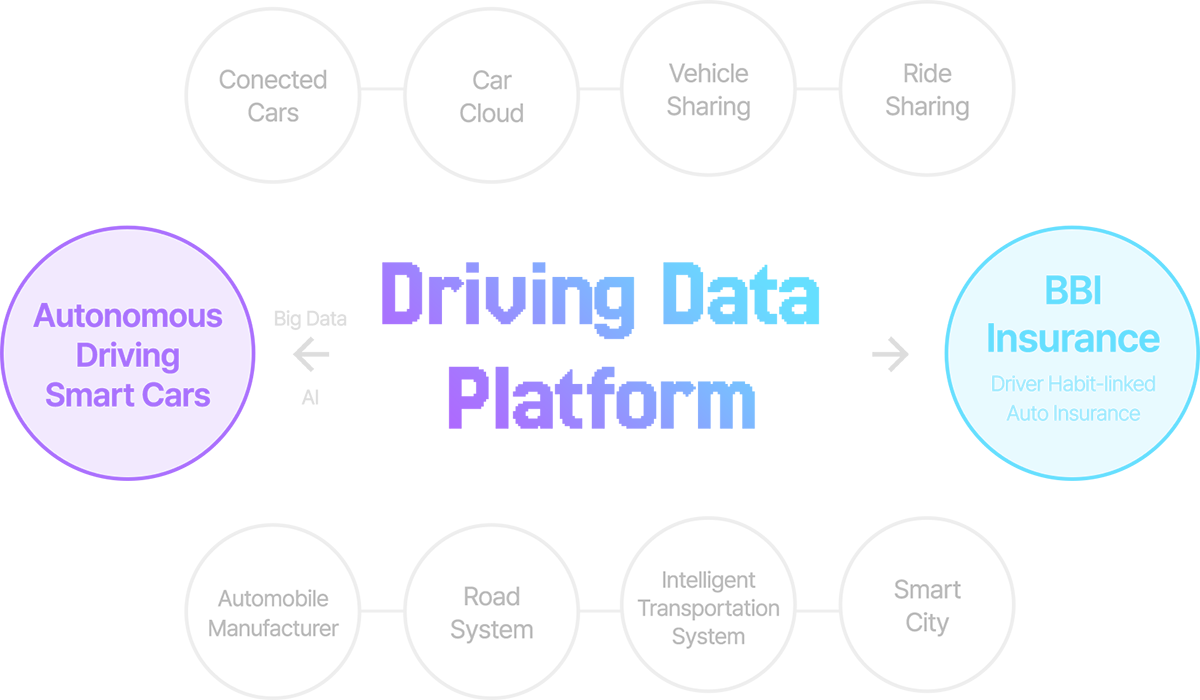 Conected
Cars
Car
Cloud
Vehicle
Sharing
Ride
Sharing
Autonomous
Driving
Smart Cars
Big Data
AI
Driving Data
Platform
BBI
Insurance
Driver Habit-linked
Auto Insurance
Automobile
Manufacturer
Road
System
Intelligent
Transportation
System
Smart
City